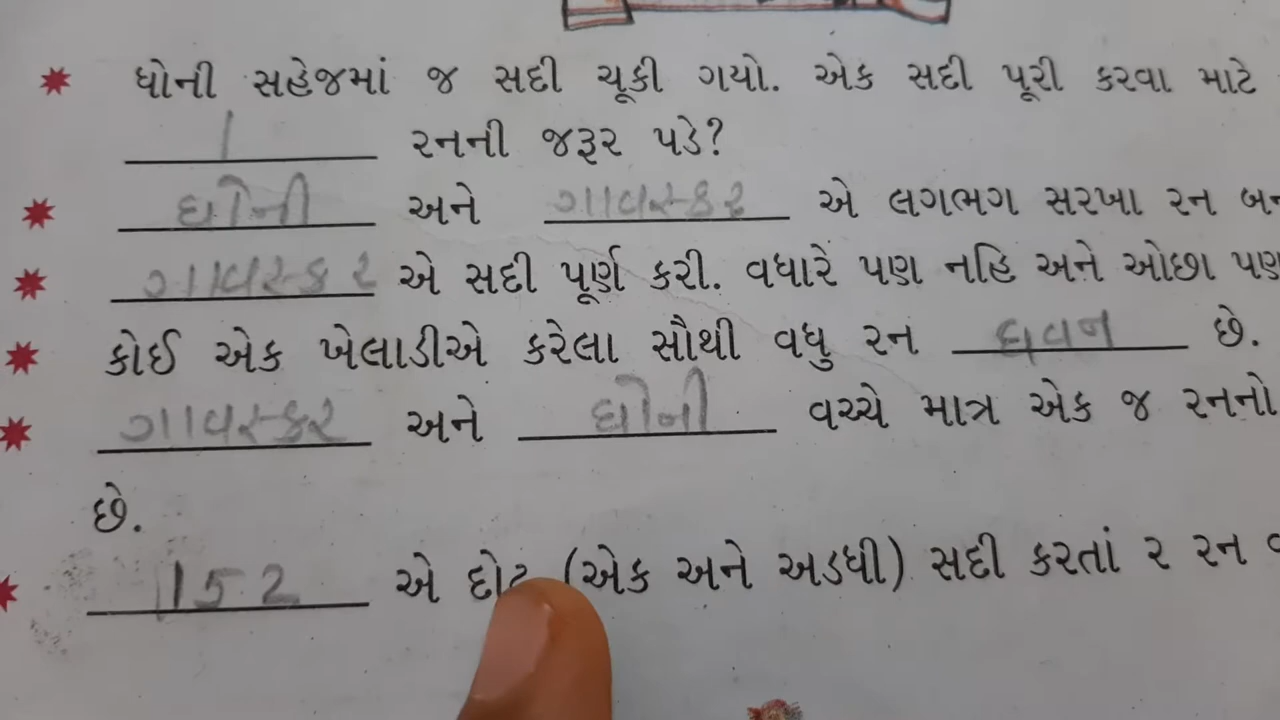 ધોની સહેજમાં જ સદી ચૂકી ગયો. એક સદી પૂરી કરવા માટે
1 રનની જરૂર પડે?
ધોની અને ગાવસ્કર એ લગભગ સરખા રન બન
ગાવસ્કર એ સદી પૂર્ણ કરી. વધારે પણ નહિ અને ઓછા પણ
કોઈ એક ખેલાડીએ કરેલા સૌથી વધુ રન ધવન છે.
ગાવસ્કર અને ધોની વચ્ચે માત્ર એક જ રનનો
છે.
152 એ (એક અને અડધી) સદી કરતાં ૨ રન